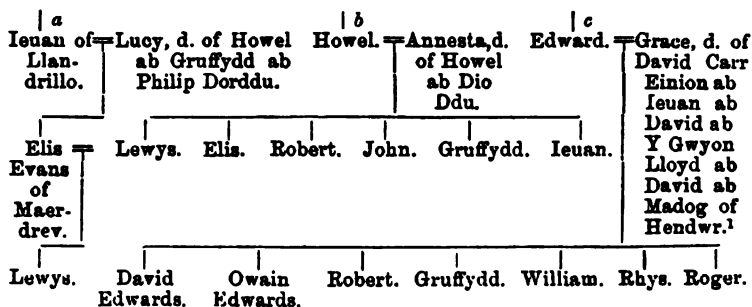 a b c
Ieuan of = Lucy, d. of Howel Howel. = Annesta, d. Edward. = Grace, d. of
Llan- ab Gruffydd ab of Howel David Carr
drillo. Philip Dorddu. ab Dio Einion ab
Ddu. Ieuan ab
David ab
Elis = Lewys. Elis. Robert. John. Gruffydd. Ieuan. Y Gwyon
Evans Lloyd ab
of David ab
Maer- Madog of
drev. Hendwr.¹
Lewys. David Owain Robert. Gruffydd. William. Rhys. Roger.
Edwards. Edwards.